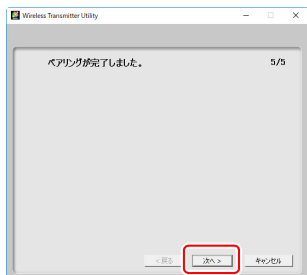 Wireless Transmitter Utility
ペアリングが完了しました。 5/5
< 戻る 次へ > キャンセル